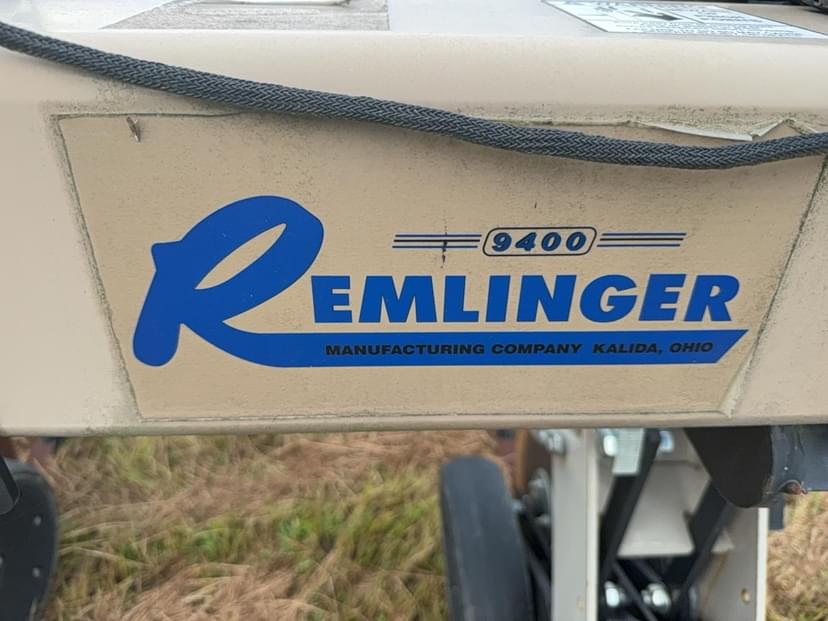 9400
REMLINGER
MANUFACTURING COMPANY KALIDA, OHIO